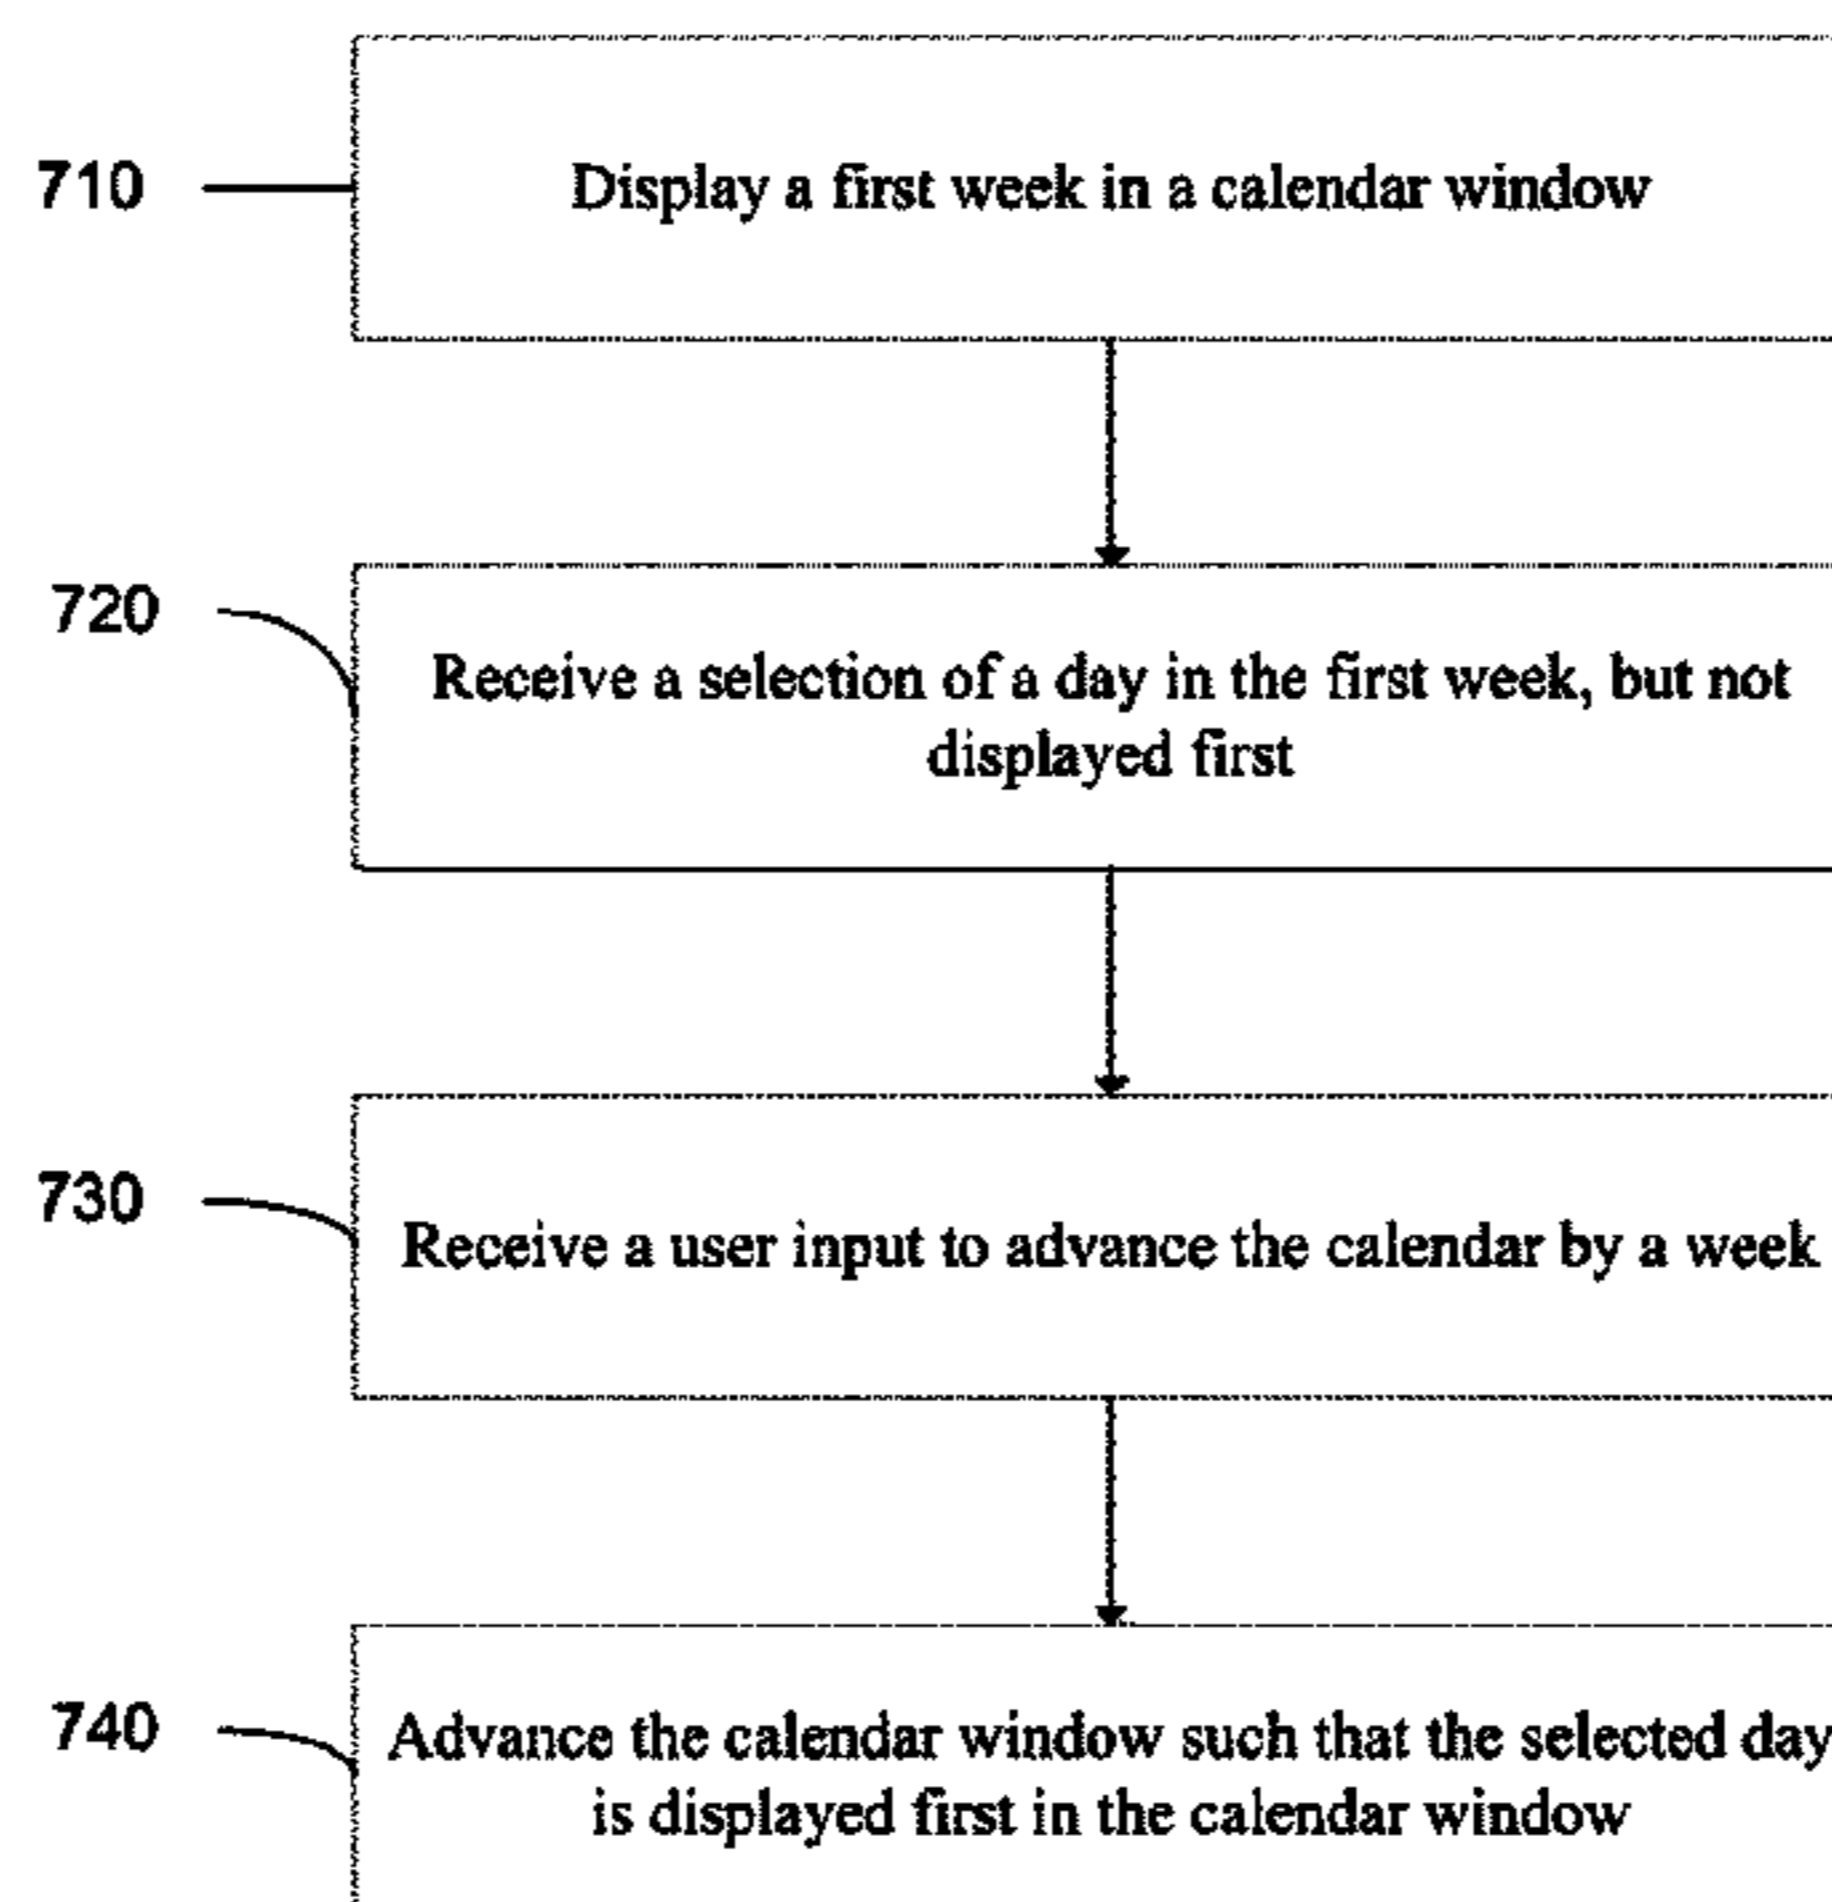 710
Display a first week in a calendar window
720
Receive a selection of a day in the first week, but not
displayed first
730
Receive a user input to advance the calendar by a week
740
Advance the calendar window such that the selected day
is displayed first in the calendar window